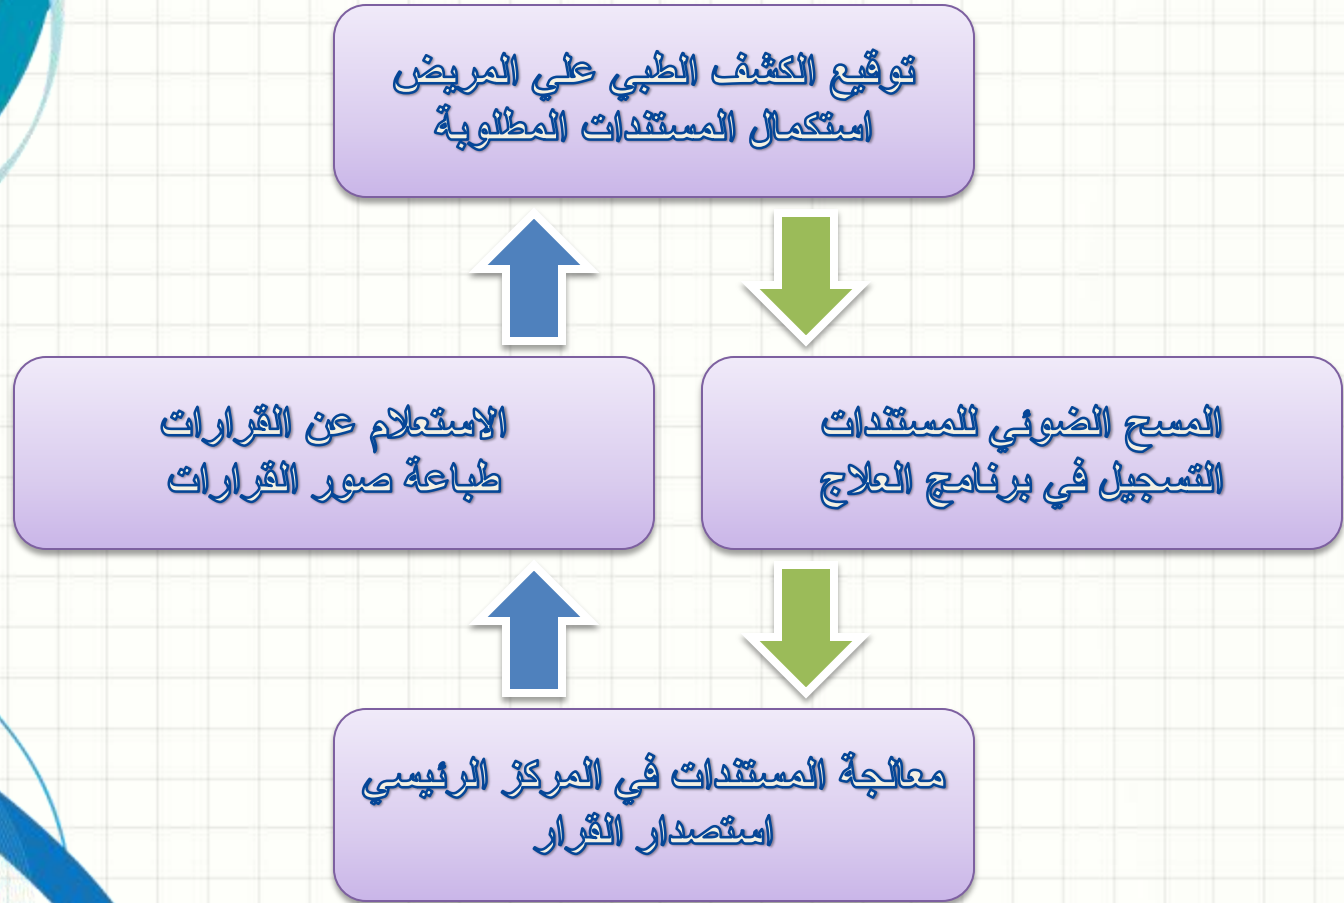 توقيع الكشف الطبي علي المريض
استكمال المستندات المطلوبة
المسح الضوئي للمستندات
التسجيل في برنامج العلاج
الاستعلام عن القرارات
طباعة صور القرارات
معالجة المستندات في المركز الرئيسي
استصدار القرار